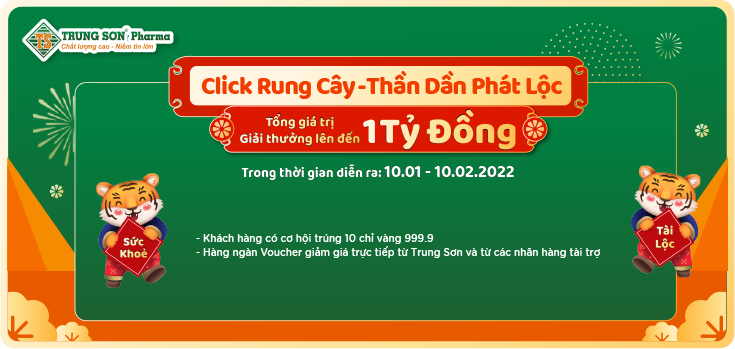 TRUNG SƠN Pharma
TS
Chất lượng cao - Niềm tin lớn
Click Rung Cây - Thần Dần Phát Lộc
Tổng giá trị
Giải thưởng lên đến 1 Tỷ Đồng
Trong thời gian diễn ra: 10.01 - 10.02.2022
Sức
Khoẻ
Tài
Lộc
- Khách hàng có cơ hội trúng 10 chỉ vàng 999.9
- Hàng ngàn Voucher giảm giá trực tiếp từ Trung Sơn và từ các nhãn hàng tài trợ